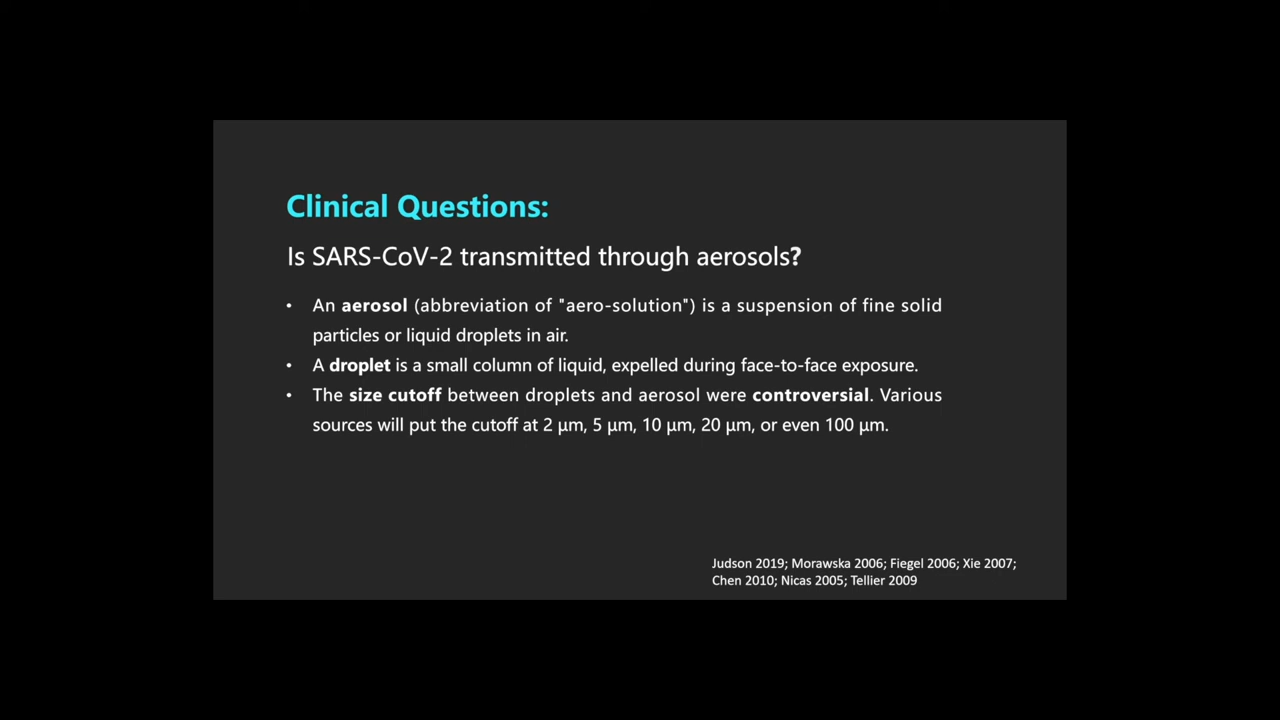 Clinical Questions:
Is SARS-CoV-2 transmitted through aerosols?
• An aerosol (abbreviation of "aero-solution") is a suspension of fine solid
particles or liquid droplets in air.
• A droplet is a small column of liquid, expelled during face-to-face exposure.
• The size cutoff between droplets and aerosol were controversial. Various
sources will put the cutoff at 2 μm, 5 μm, 10 μm, 20 μm, or even 100 μm.
Judson 2019; Morawska 2006; Fiegel 2006; Xie 2007;
Chen 2010; Nicas 2005; Tellier 2009